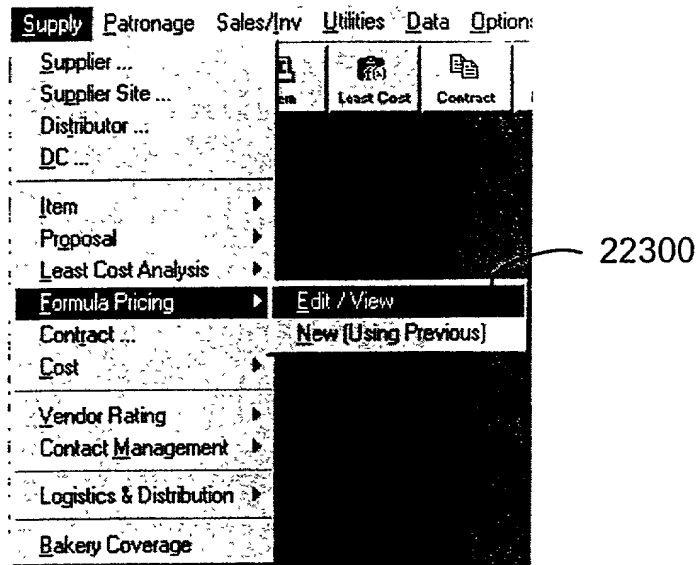 Supply Patronage Sales/Inv Utilities Data Option
Supplier ...
Supplier Site ...
Distributor ...
DC ...
Least Cost Contract
Item
Proposal
Least Cost Analysis
22300
Formula Pricing Edit / View
Contract ... New (Using Previous)
Cost
Vendor Rating
Contact Management
Logistics & Distribution
Bakery Coverage